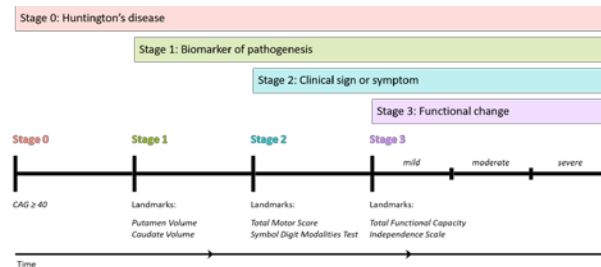 Stage 0: Huntington's disease
Stage 1: Biomarker of pathogenesis
Stage 2: Clinical sign or symptom
Stage 3: Functional change
Stage 0 Stage 1 Stage 2 Stage 3
mild moderate severe
CAG ≥ 40 Landmarks: Landmarks: Landmarks:
Putamen Volume Total Motor Score Total Functional Capacity
Caudate Volume Symbol Digit Modalities Test Independence Scale
Time